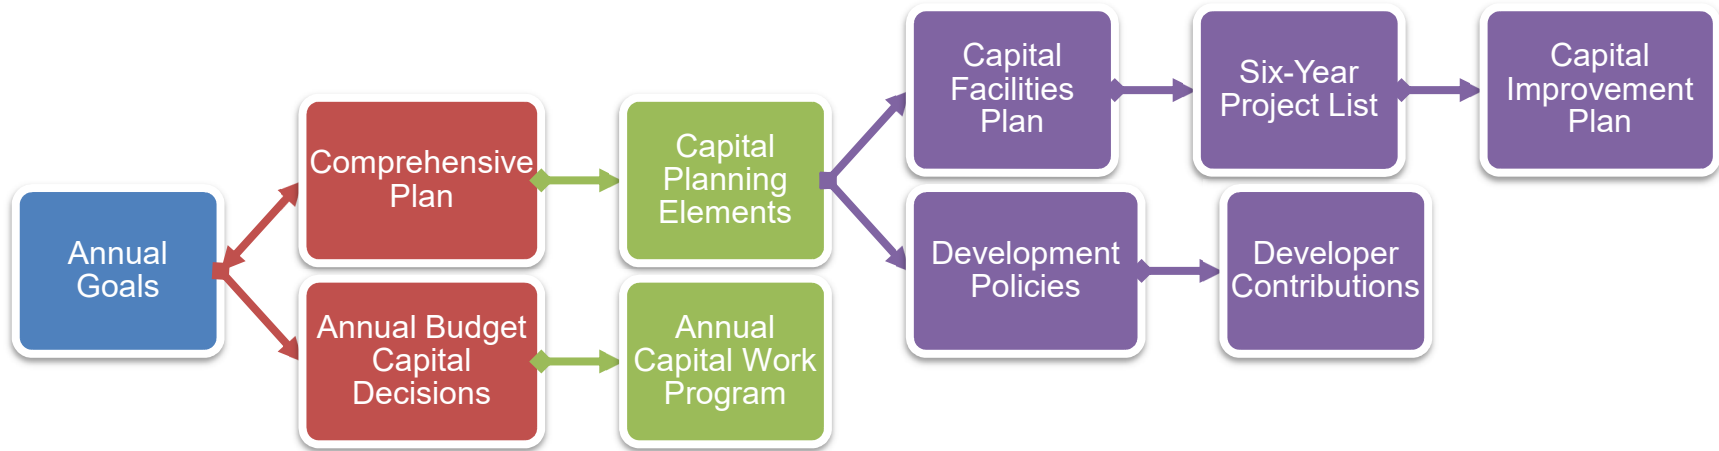 Annual
Goals
Comprehensive
Plan
Annual Budget
Capital
Decisions
Capital
Planning
Elements
Annual
Capital Work
Program
Capital
Facilities
Plan
Six-Year
Project List
Capital
Improvement
Plan
Development
Policies
Developer
Contributions